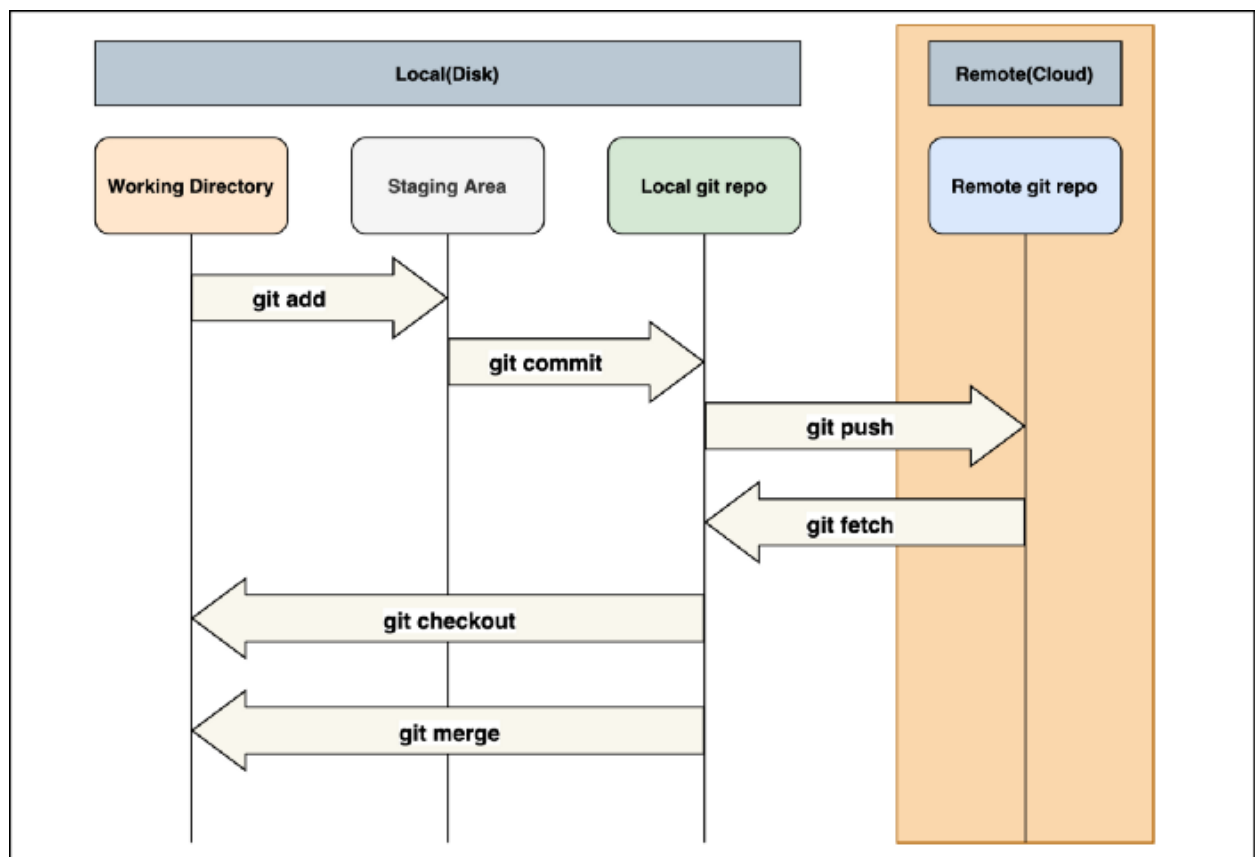 Local(Disk)
Remote(Cloud)
Working Directory
Staging Area
Local git repo
Remote git repo
git add
git commit
git push
git fetch
git checkout
git merge